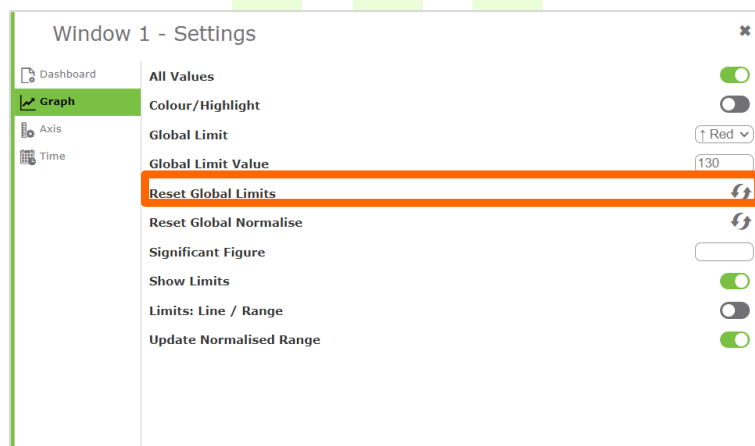 Window 1 - Settings
Dashboard
Graph
Axis
Time
All Values
Colour/Highlight
Global Limit
↑ Red
Global Limit Value
130
Reset Global Limits
Reset Global Normalise
Significant Figure
Show Limits
Limits: Line / Range
Update Normalised Range